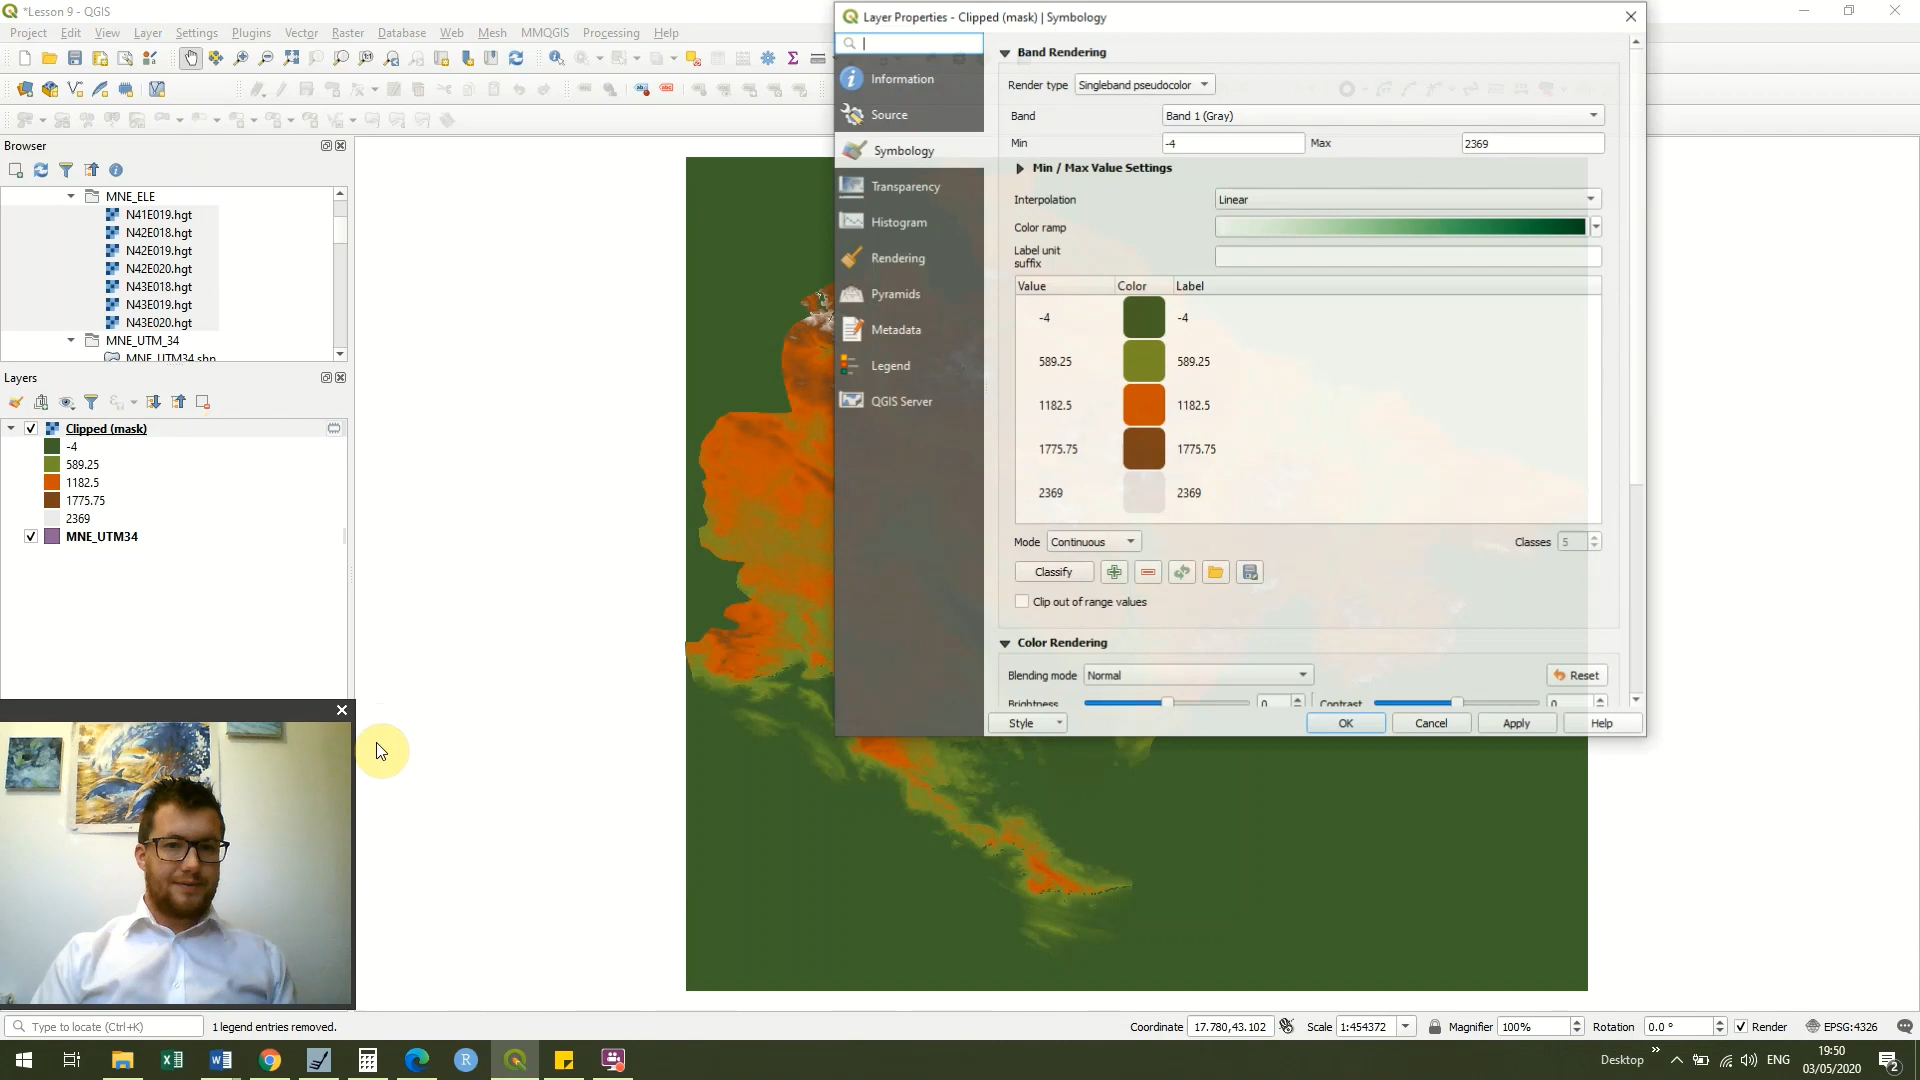 *Lesson 9 - QGIS
Project Edit View Layer Settings Plugins Vector Raster Database Web Mesh MMQGIS Processing Help
Browser
MNE_ELE
N41E019.hgt
N42E018.hgt
N42E019.hgt
N42E020.hgt
N43E018.hgt
N43E019.hgt
N43E020.hgt
MNE_UTM_34
MNE_UTM34.shp
Layers
Clipped (mask)
-4
589.25
1182.5
1775.75
2369
MNE_UTM34
Layer Properties - Clipped (mask) | Symbology
Information
Source
Symbology
Transparency
Histogram
Rendering
Pyramids
Metadata
Legend
QGIS Server
Band Rendering
Render type Singleband pseudocolor
Band Band 1 (Gray)
Min -4 Max 2369
Min / Max Value Settings
Interpolation Linear
Color ramp
Label unit
suffix
Value Color Label
-4 -4
589.25 589.25
1182.5 1182.5
1775.75 1775.75
2369 2369
Mode Continuous Classes 5
Classify
Clip out of range values
Color Rendering
Blending mode Normal Reset
Brightness 0 Contrast 0
Style OK Cancel Apply Help
Type to locate (Ctrl+K) 1 legend entries removed. Coordinate 17.780,43.102 Scale 1:454372 Magnifier 100% Rotation 0.0 ° Render EPSG:4326
Desktop ENG 19:50
03/05/2020
2